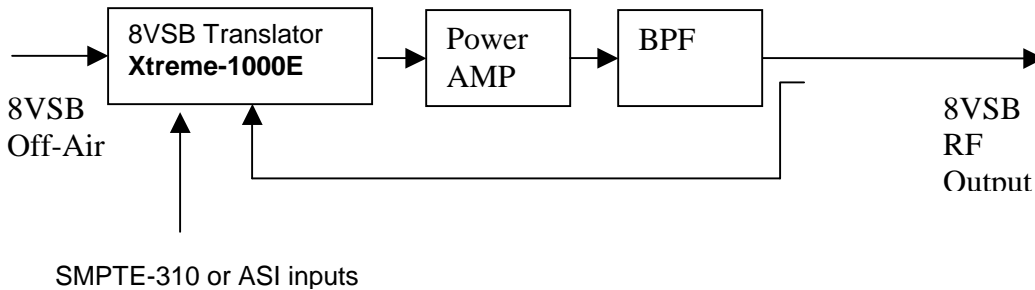 8VSB Translator
Xtreme-1000E
Power
AMP
BPF
8VSB
Off-Air
8VSB
RF
Output
SMPTE-310 or ASI inputs